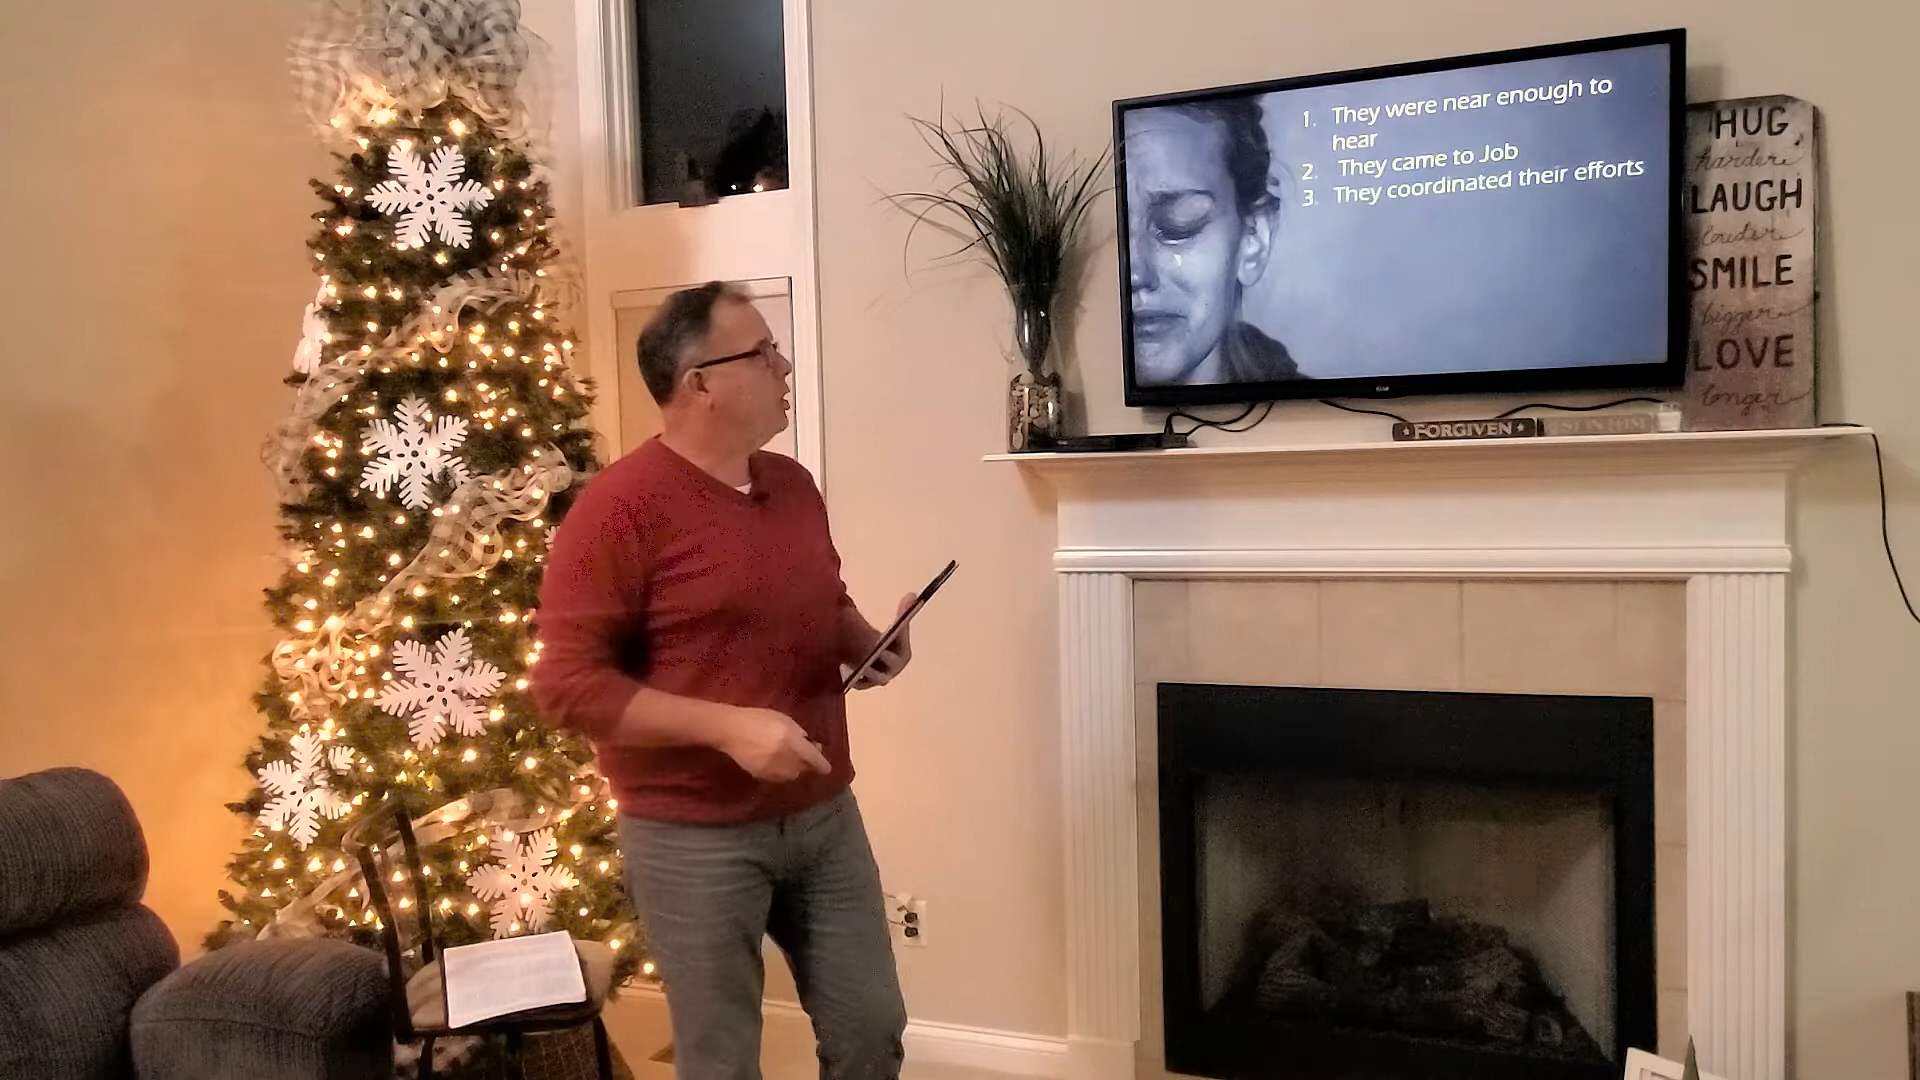 1. They were near enough to
hear
2. They came to Job
3. They coordinated their efforts
HUG
harder
LAUGH
louder
SMILE
bigger
LOVE
longer
FORGIVEN
LG